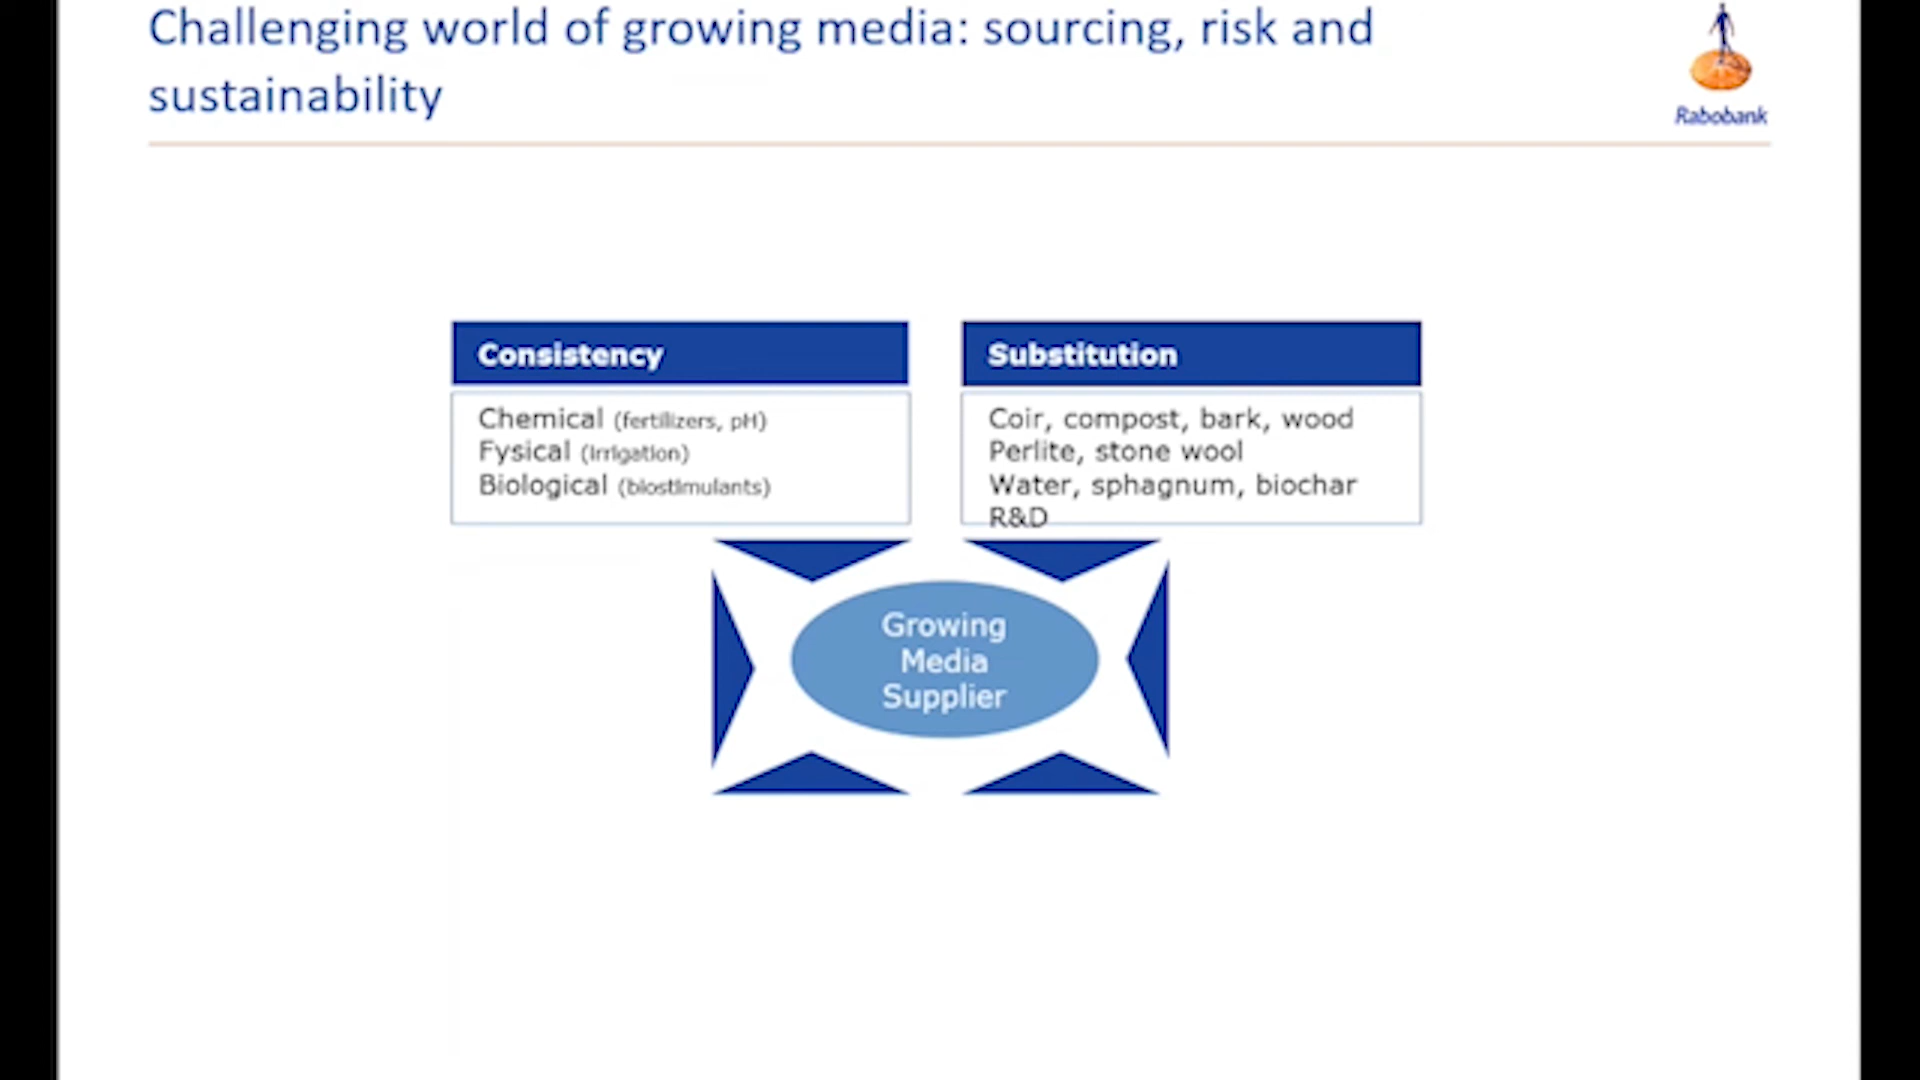 Challenging world of growing media: sourcing, risk and
sustainability
Rabobank
Consistency
Chemical (fertilizers, pH)
Fysical (irrigation)
Biological (biostimulants)
Substitution
Coir, compost, bark, wood
Perlite, stone wool
Water, sphagnum, biochar
R&D
Growing
Media
Supplier